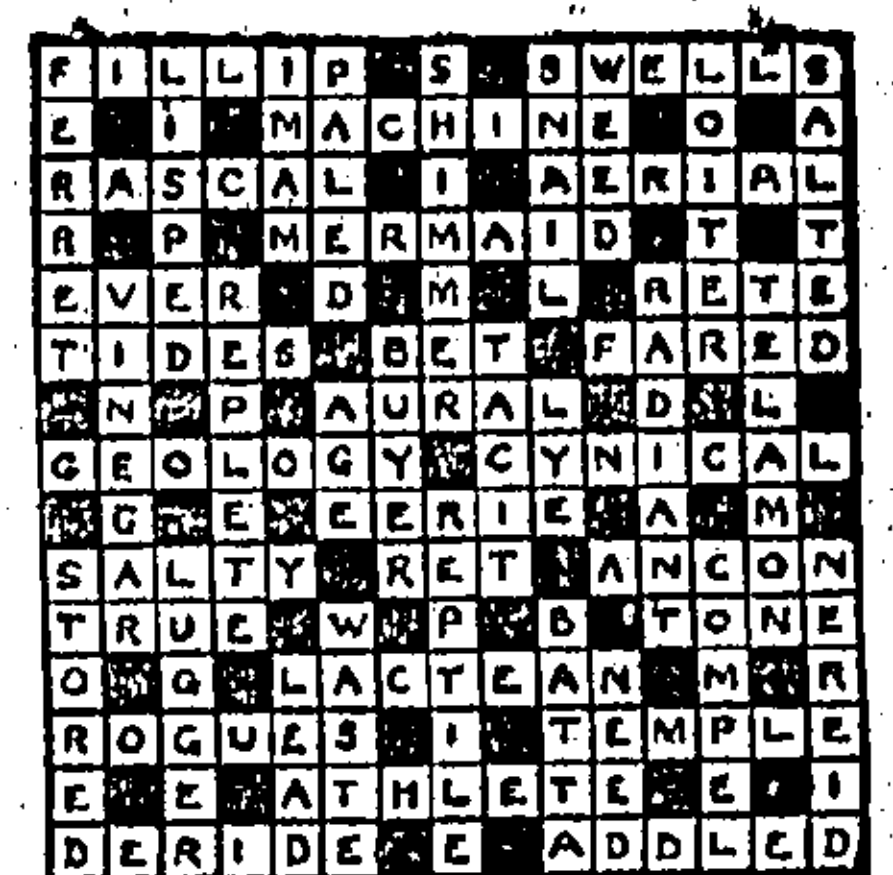 FILLIP S SWELLS
E I MACHINE O A
RASCAL I AERIAL
R P MERMAID T T
EVER D M L RETE
TIDES BET FARED
N P AURAL D L
GEOLOGY CYNICAL
G E EERIE A M
SALTY RET ANCON
TRUE W P B TONE
O G LACTEAN M R
ROGUES I TEMPLE
E E ATHLETE E I
DERIDE E ADDLED